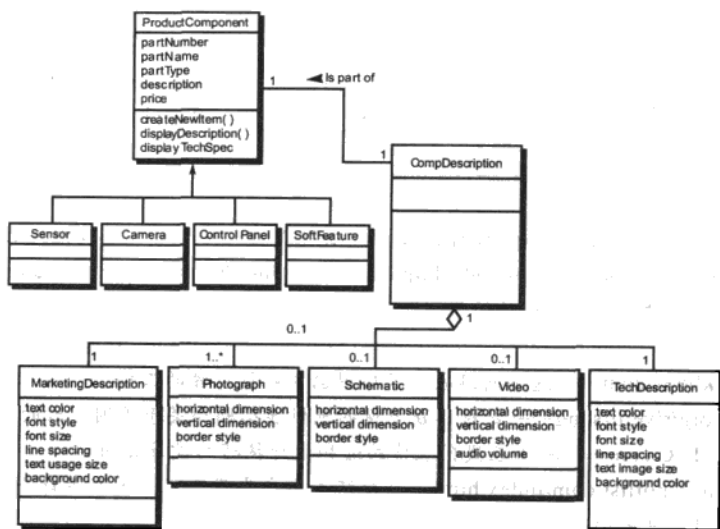 ProductComponent
partNumber
partName
partType
description
price
createNewItem( )
displayDescription( )
display TechSpec
1
Is part of
1
CompDescription
Sensor
Camera
Control Panel
SoftFeature
1
0..1
1
1..*
0..1
0..1
1
MarketingDescription
text color
font style
font size
line spacing
text usage size
background color
Photograph
horizontal dimension
vertical dimension
border style
Schematic
horizontal dimension
vertical dimension
border style
Video
horizontal dimension
vertical dimension
border style
audio volume
TechDescription
text color
font style
font size
line spacing
text image size
background color